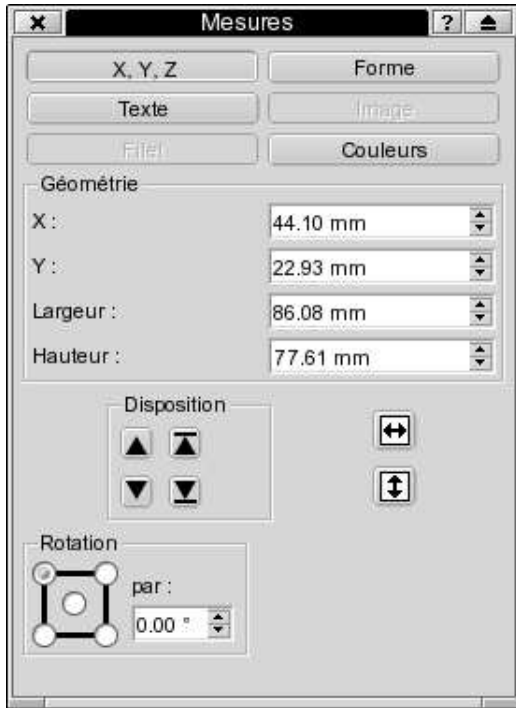 Mesures ?
X, Y, Z Forme
Texte Image
Filet Couleurs
Géométrie
X : 44.10 mm
Y : 22.93 mm
Largeur : 86.08 mm
Hauteur : 77.61 mm
Disposition
Rotation
par :
0.00 °